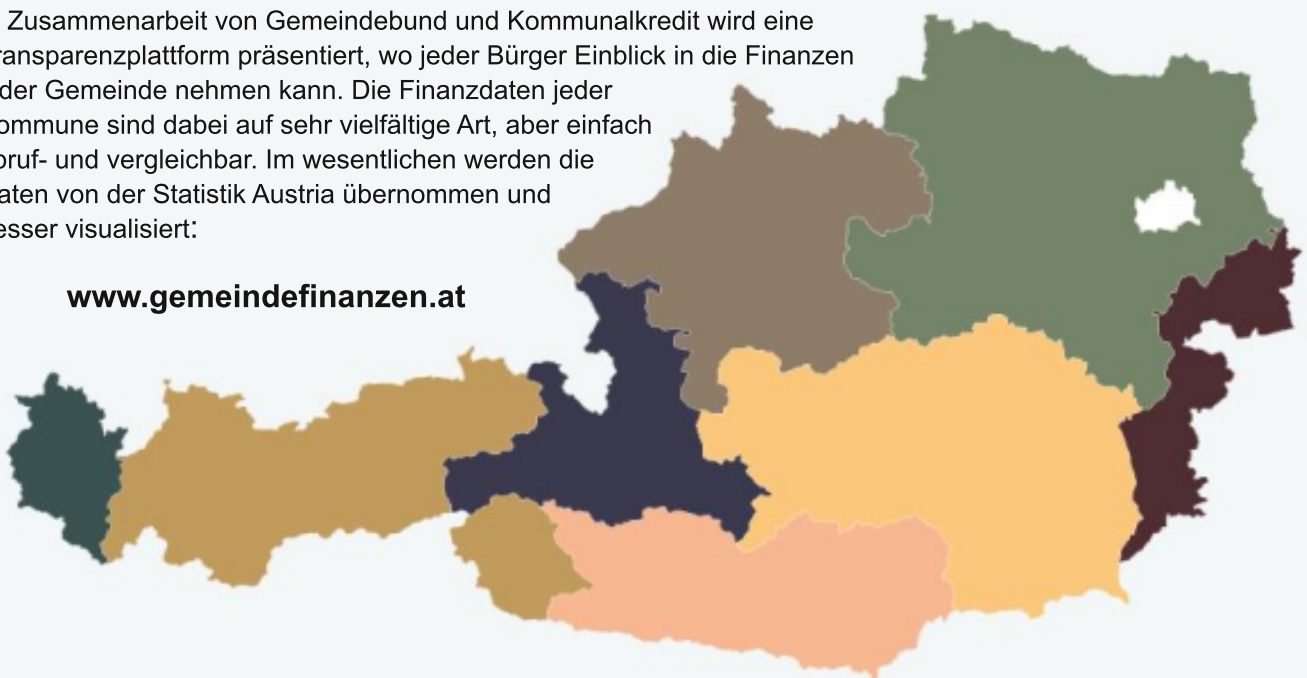 Zusammenarbeit von Gemeindebund und Kommunalkredit wird eine
ransparenzplattform präsentiert, wo jeder Bürger Einblick in die Finanzen
der Gemeinde nehmen kann. Die Finanzdaten jeder
ommune sind dabei auf sehr vielfältige Art, aber einfach
bruf- und vergleichbar. Im wesentlichen werden die
aten von der Statistik Austria übernommen und
esser visualisiert:
www.gemeindefinanzen.at